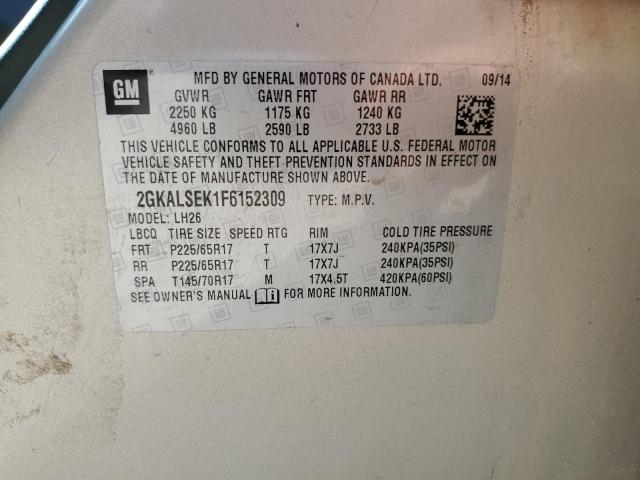 GM MFD BY GENERAL MOTORS OF CANADA LTD. 09/14
GVWR GAWR FRT GAWR RR
2250 KG 1175 KG 1240 KG
4960 LB 2590 LB 2733 LB
THIS VEHICLE CONFORMS TO ALL APPLICABLE U.S. FEDERAL MOTOR
VEHICLE SAFETY AND THEFT PREVENTION STANDARDS IN EFFECT ON
THE DATE OF MANUFACTURE SHOWN ABOVE.
2GKALSEK1F6152309 TYPE: M.P.V.
MODEL: LH26
LBCQ TIRE SIZE SPEED RTG RIM COLD TIRE PRESSURE
FRT P225/65R17 T 17X7J 240KPA(35PSI)
RR P225/65R17 T 17X7J 240KPA(35PSI)
SPA T145/70R17 M 17X4.5T 420KPA(60PSI)
SEE OWNER'S MANUAL FOR MORE INFORMATION.